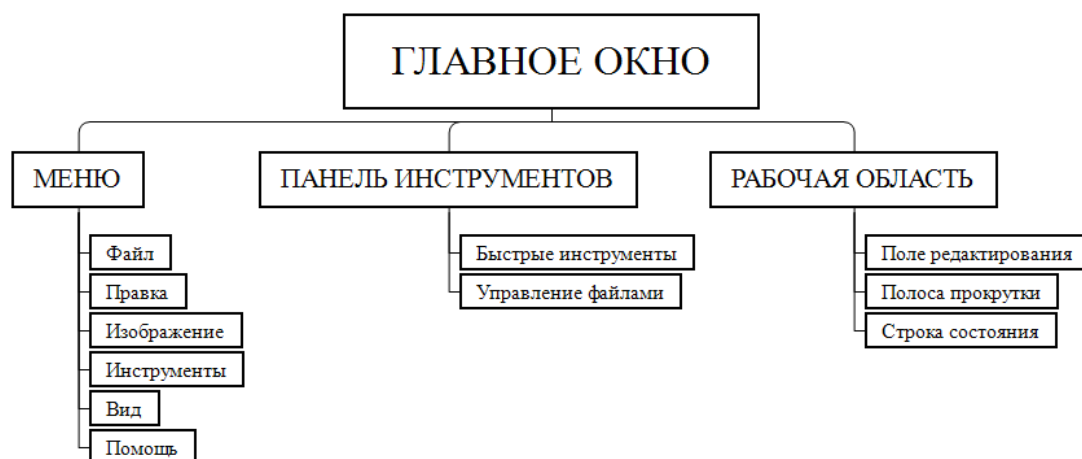 ГЛАВНОЕ ОКНО
МЕНЮ
ПАНЕЛЬ ИНСТРУМЕНТОВ
РАБОЧАЯ ОБЛАСТЬ
Файл
Правка
Изображение
Инструменты
Вид
Помощь
Быстрые инструменты
Управление файлами
Поле редактирования
Полоса прокрутки
Строка состояния